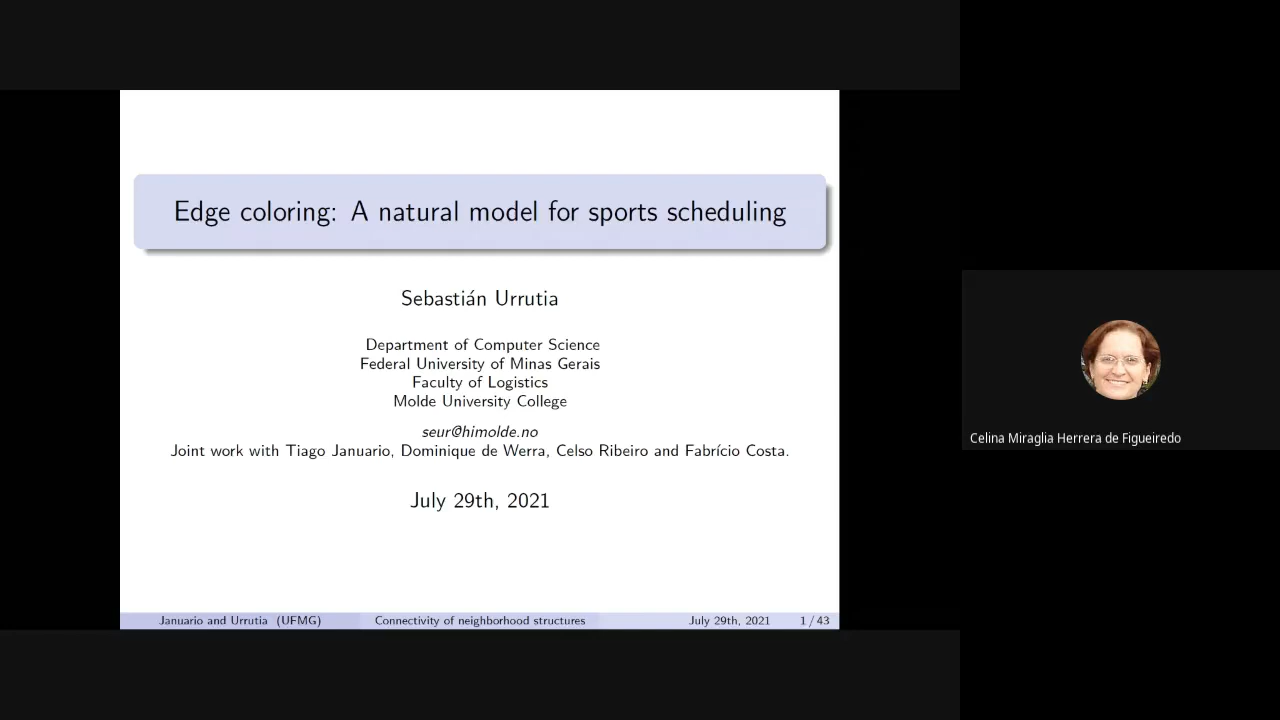 Edge coloring: A natural model for sports scheduling
Sebastián Urrutia
Department of Computer Science
Federal University of Minas Gerais
Faculty of Logistics
Molde University College
seur@himolde.no
Joint work with Tiago Januario, Dominique de Werra, Celso Ribeiro and Fabrício Costa.
July 29th, 2021
Januario and Urrutia (UFMG) Connectivity of neighborhood structures July 29th, 2021 1 / 43
Celina Miraglia Herrera de Figueiredo